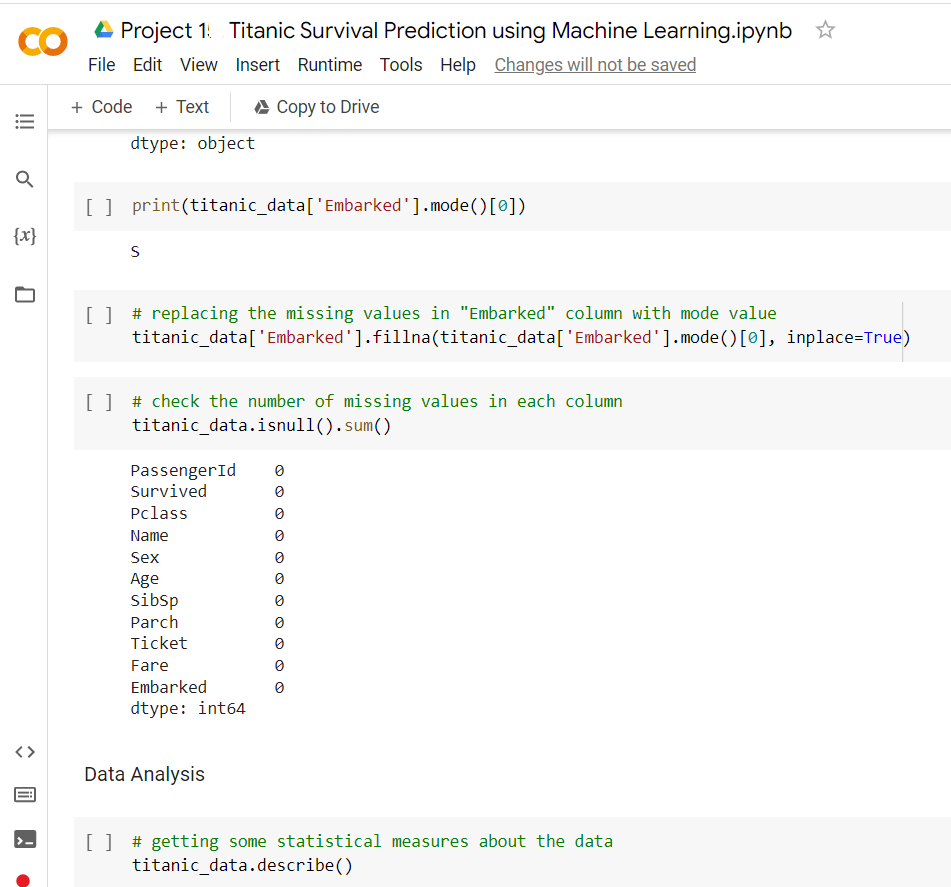 Project 15 Titanic Survival Prediction using Machine Learning.ipynb
File Edit View Insert Runtime Tools Help Changes will not be saved
+ Code + Text Copy to Drive
dtype: object
[ ] print(titanic_data['Embarked'].mode()[0])
S
[ ] # replacing the missing values in "Embarked" column with mode value
titanic_data['Embarked'].fillna(titanic_data['Embarked'].mode()[0], inplace=True)
[ ] # check the number of missing values in each column
titanic_data.isnull().sum()
PassengerId 0
Survived 0
Pclass 0
Name 0
Sex 0
Age 0
SibSp 0
Parch 0
Ticket 0
Fare 0
Embarked 0
dtype: int64
Data Analysis
[ ] # getting some statistical measures about the data
titanic_data.describe()